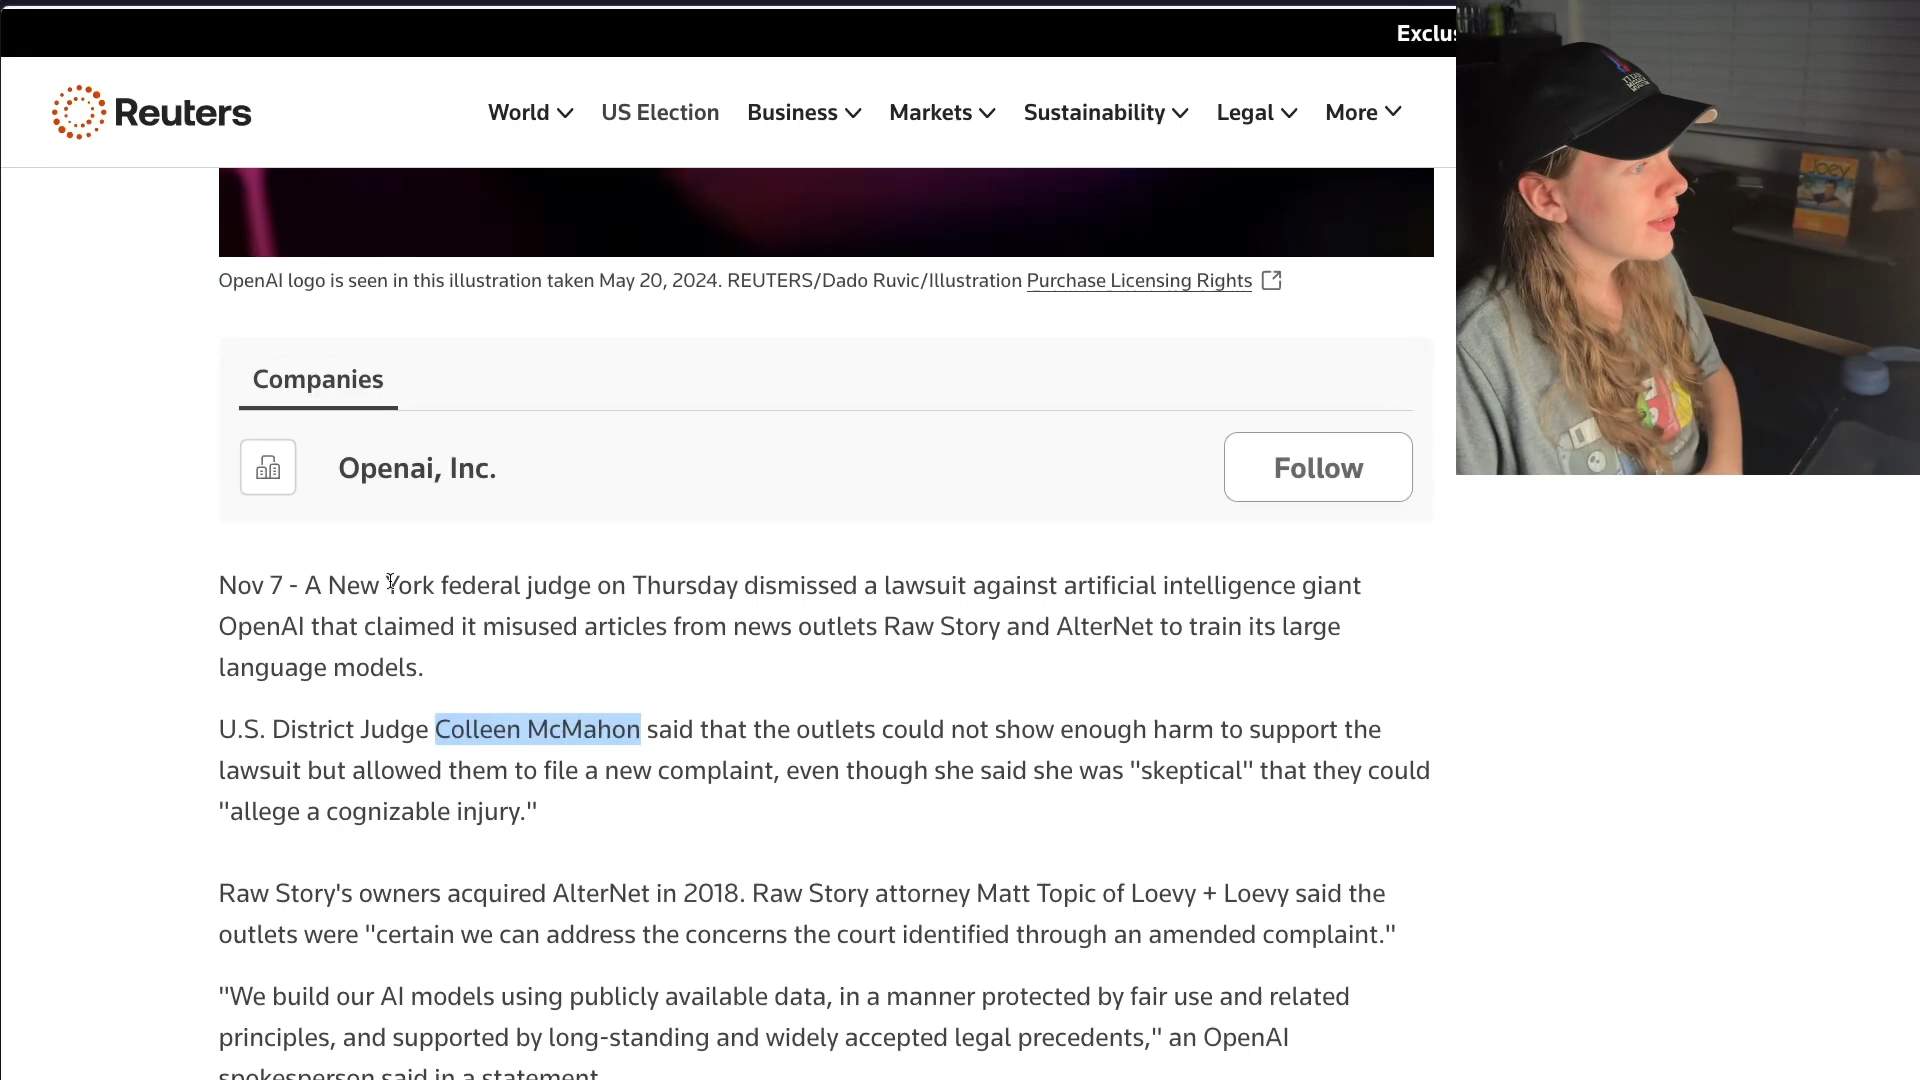 Exclus
Reuters
World US Election Business Markets Sustainability Legal More
OpenAI logo is seen in this illustration taken May 20, 2024. REUTERS/Dado Ruvic/Illustration Purchase Licensing Rights
Companies
Openai, Inc. Follow
Nov 7 - A New York federal judge on Thursday dismissed a lawsuit against artificial intelligence giant
OpenAI that claimed it misused articles from news outlets Raw Story and AlterNet to train its large
language models.
U.S. District Judge Colleen McMahon said that the outlets could not show enough harm to support the
lawsuit but allowed them to file a new complaint, even though she said she was "skeptical" that they could
"allege a cognizable injury."
Raw Story's owners acquired AlterNet in 2018. Raw Story attorney Matt Topic of Loevy + Loevy said the
outlets were "certain we can address the concerns the court identified through an amended complaint."
"We build our AI models using publicly available data, in a manner protected by fair use and related
principles, and supported by long-standing and widely accepted legal precedents," an OpenAI
spokesperson said in a statement.
Joey